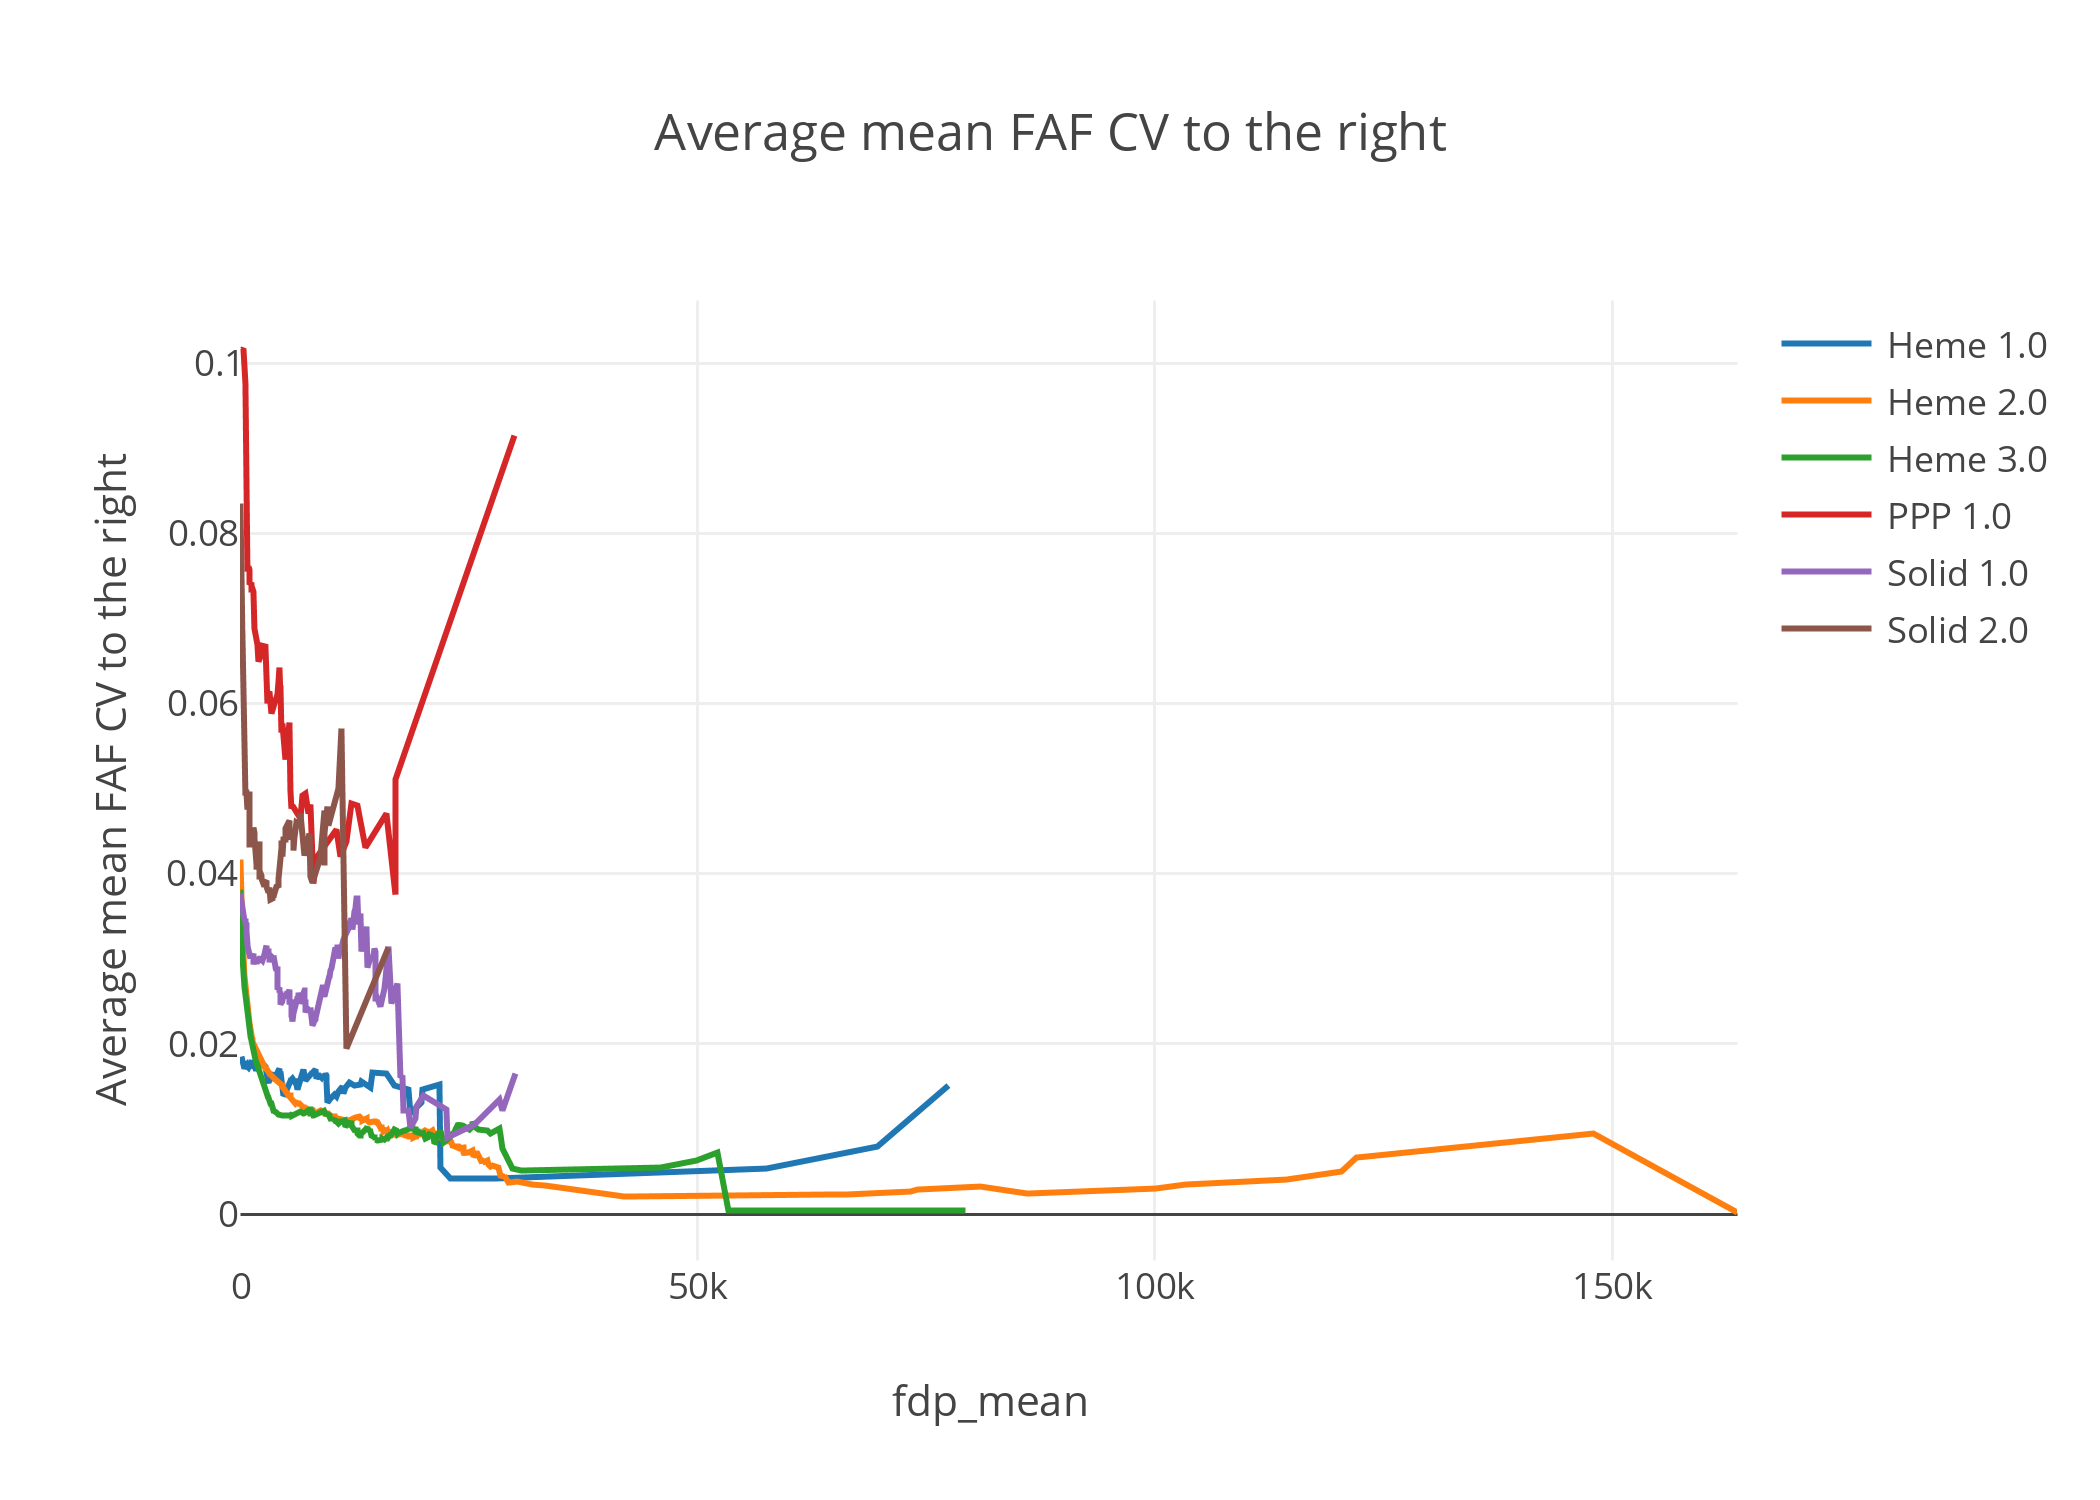 Average mean FAF CV to the right
Average mean FAF CV to the right
0.1
0.08
0.06
0.04
0.02
0
0
50k
100k
150k
fdp_mean
Heme 1.0
Heme 2.0
Heme 3.0
PPP 1.0
Solid 1.0
Solid 2.0